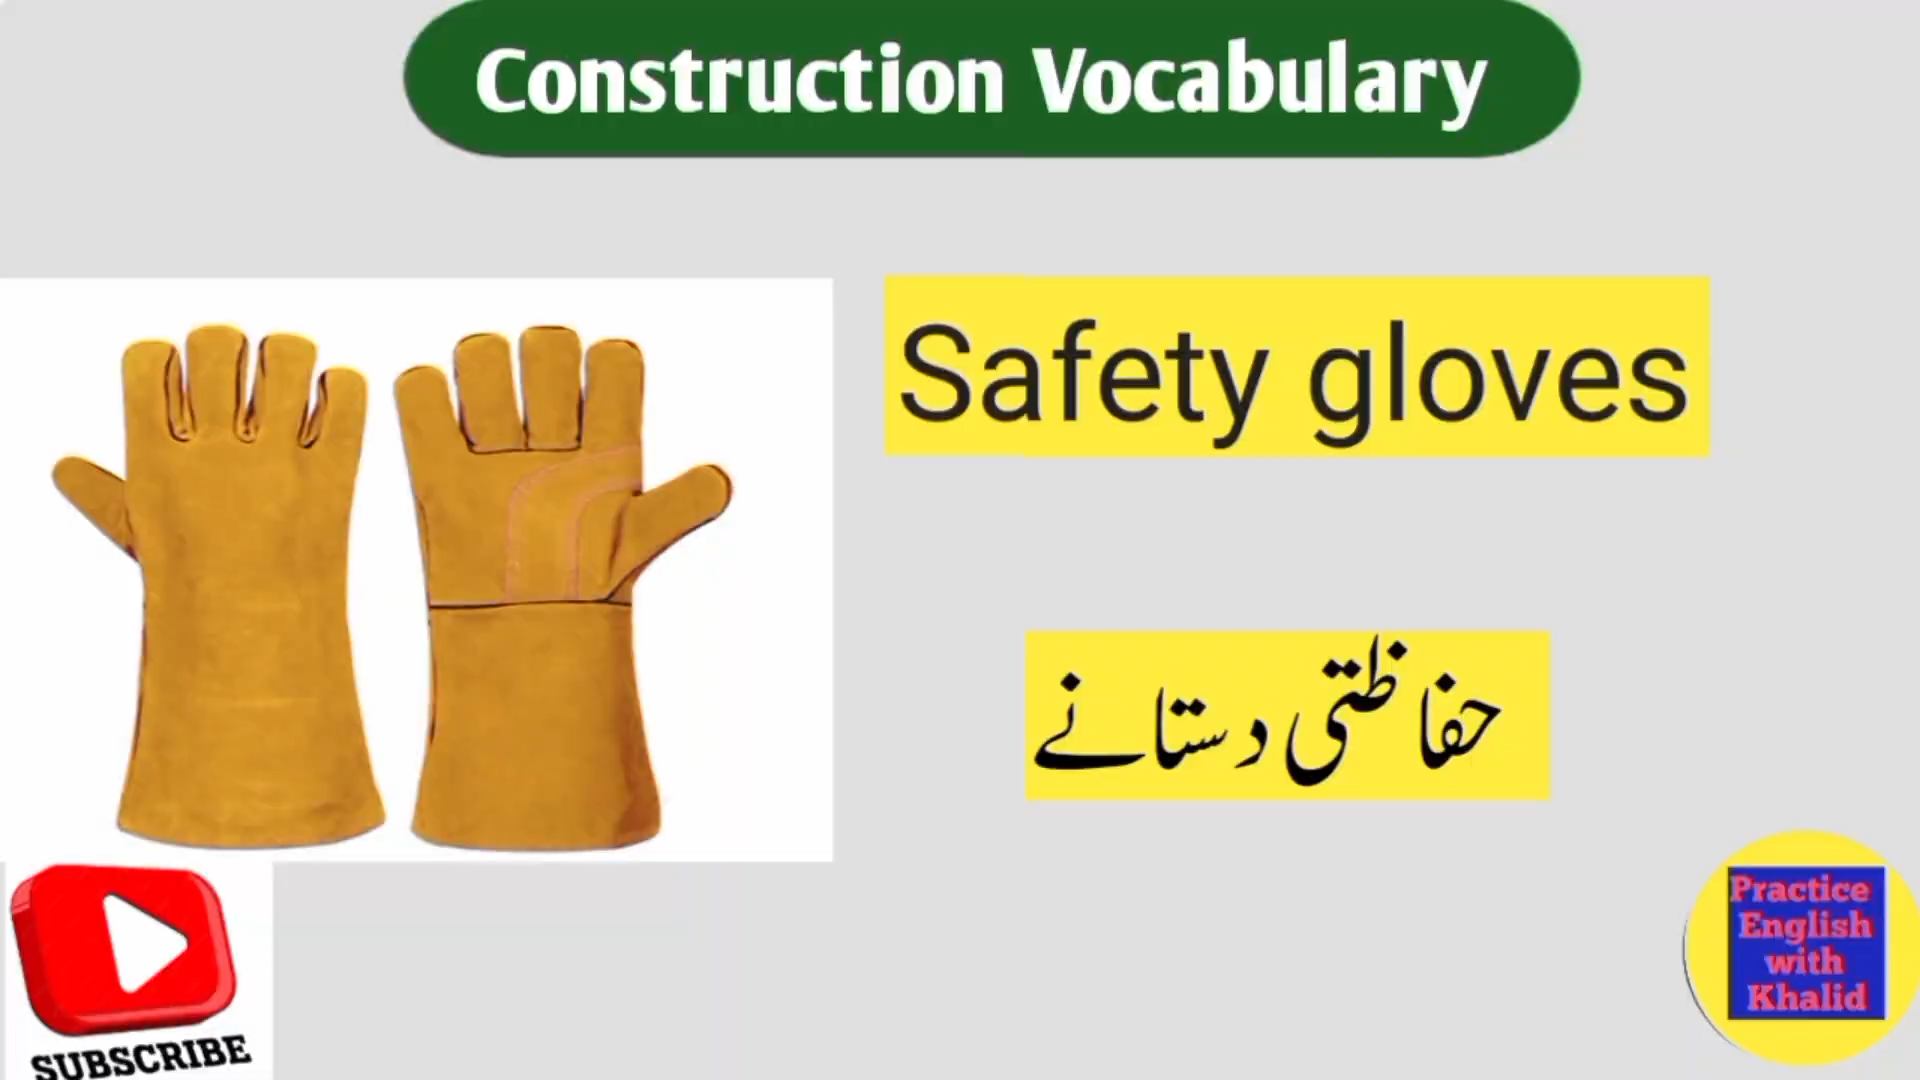 Construction Vocabulary
Safety gloves
حفاظتی دستانے
SUBSCRIBE
Practice
English
with
Khalid